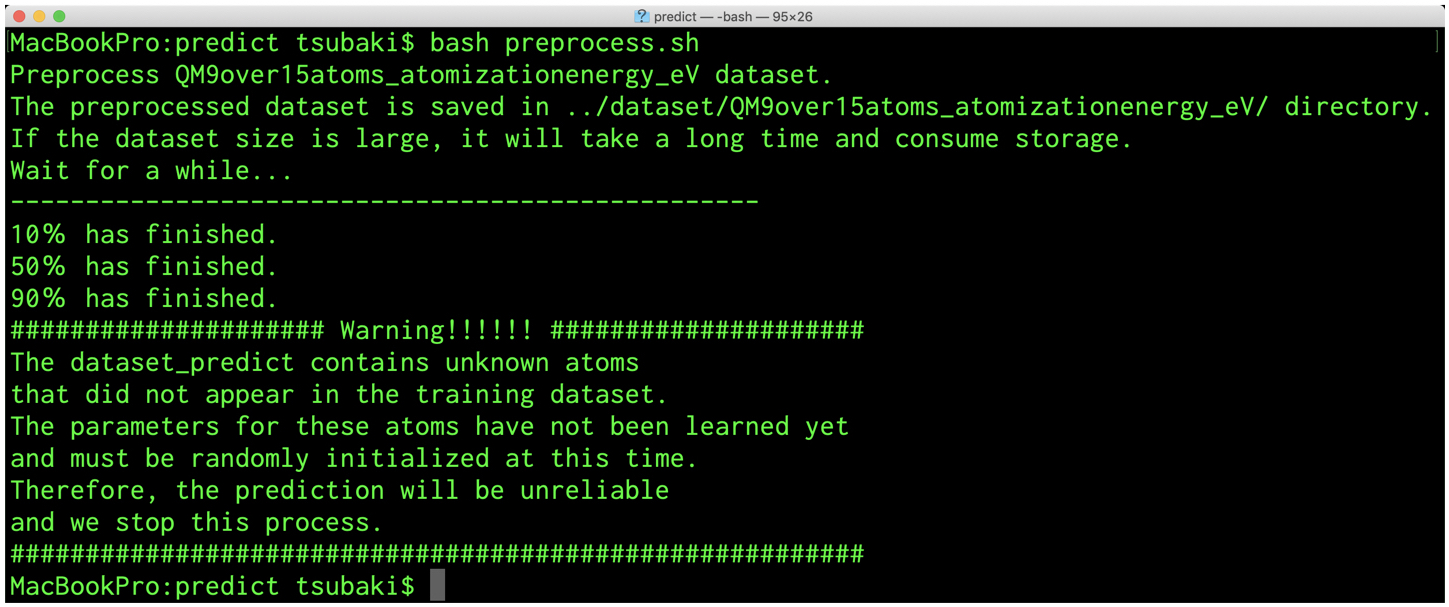 predict — -bash — 95×26
MacBookPro:predict tsubaki$ bash preprocess.sh
Preprocess QM9over15atoms_atomizationenergy_eV dataset.
The preprocessed dataset is saved in ../dataset/QM9over15atoms_atomizationenergy_eV/ directory.
If the dataset size is large, it will take a long time and consume storage.
Wait for a while...
--------------------------------------------------
10% has finished.
50% has finished.
90% has finished.
##################### Warning!!!!!! #####################
The dataset_predict contains unknown atoms
that did not appear in the training dataset.
The parameters for these atoms have not been learned yet
and must be randomly initialized at this time.
Therefore, the prediction will be unreliable
and we stop this process.
#########################################################
MacBookPro:predict tsubaki$